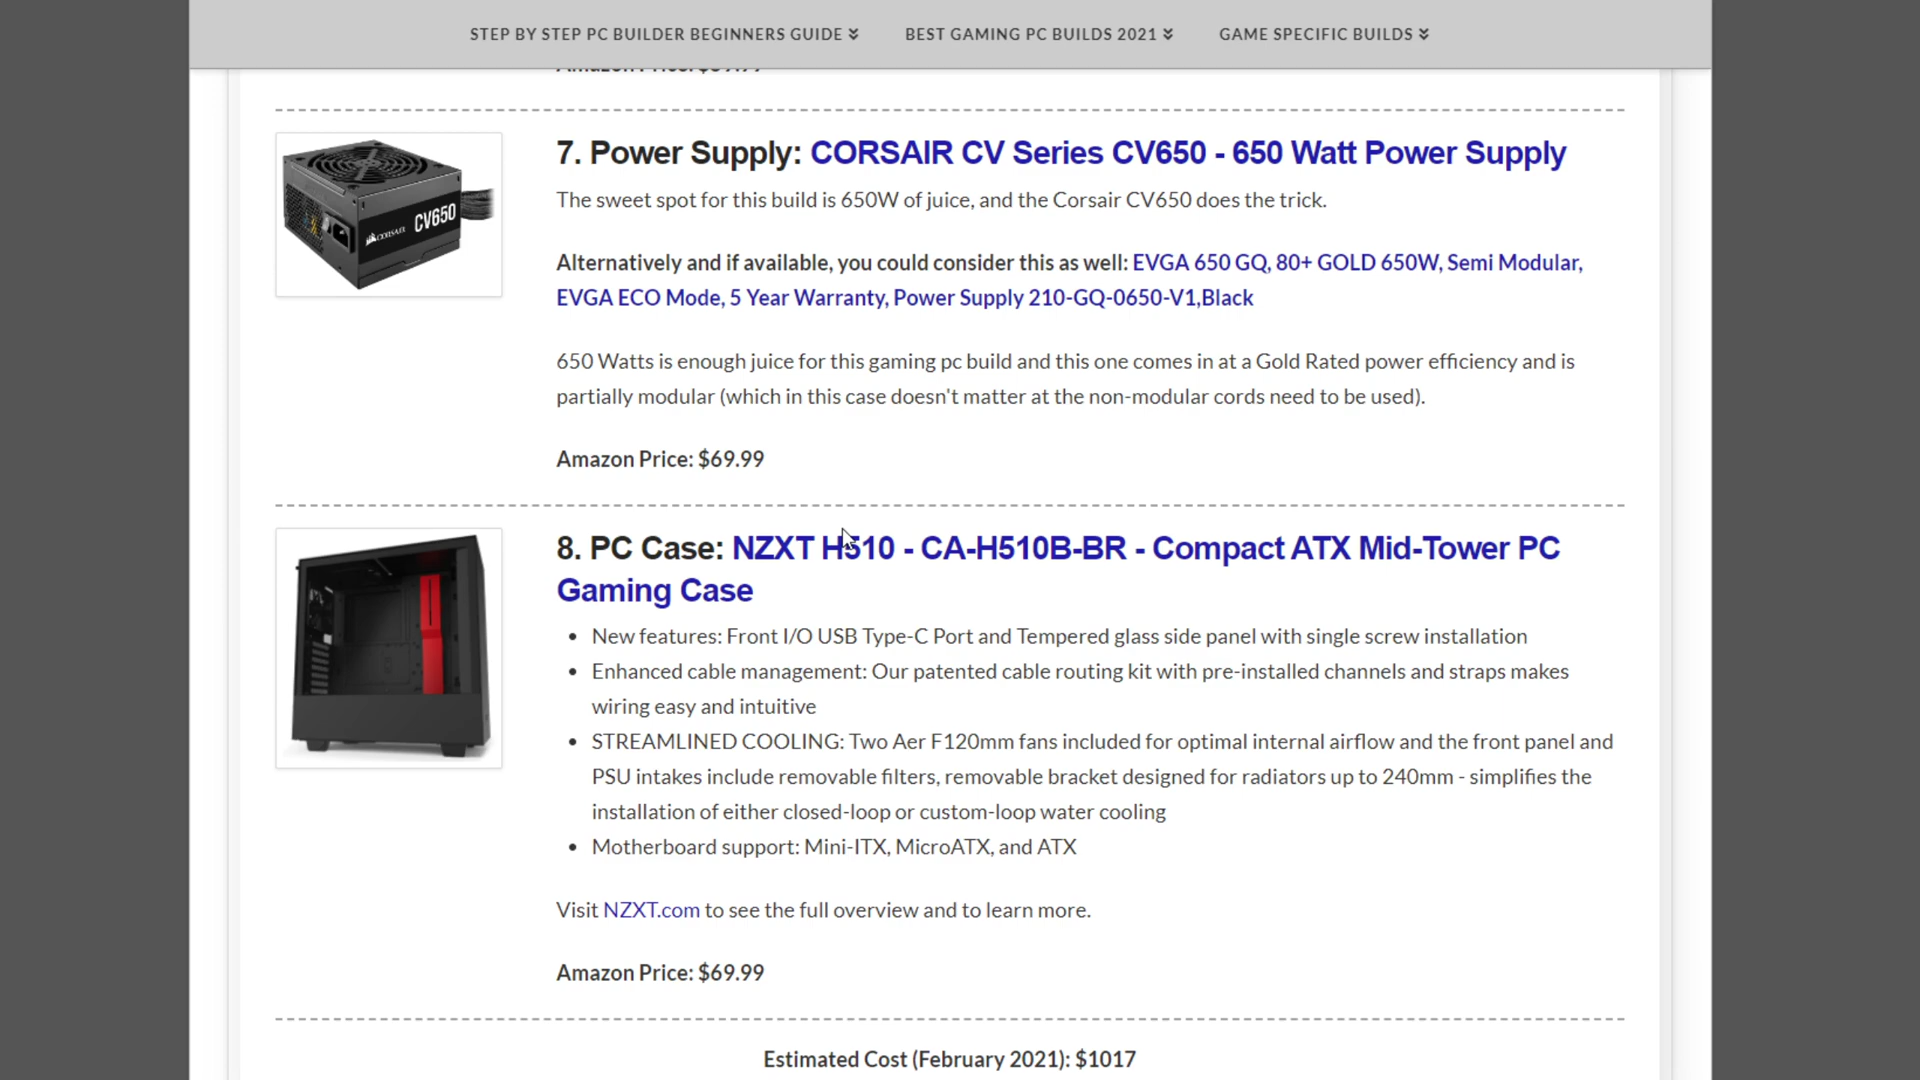 STEP BY STEP PC BUILDER BEGINNERS GUIDE
BEST GAMING PC BUILDS 2021
GAME SPECIFIC BUILDS
7. Power Supply: CORSAIR CV Series CV650 - 650 Watt Power Supply
CORSAIR
CV650
The sweet spot for this build is 650W of juice, and the Corsair CV650 does the trick.
Alternatively and if available, you could consider this as well: EVGA 650 GQ, 80+ GOLD 650W, Semi Modular,
EVGA ECO Mode, 5 Year Warranty, Power Supply 210-GQ-0650-V1,Black
650 Watts is enough juice for this gaming pc build and this one comes in at a Gold Rated power efficiency and is
partially modular (which in this case doesn't matter at the non-modular cords need to be used).
Amazon Price: $69.99
8. PC Case: NZXT H510 - CA-H510B-BR - Compact ATX Mid-Tower PC
Gaming Case
• New features: Front I/O USB Type-C Port and Tempered glass side panel with single screw installation
• Enhanced cable management: Our patented cable routing kit with pre-installed channels and straps makes
wiring easy and intuitive
• STREAMLINED COOLING: Two Aer F120mm fans included for optimal internal airflow and the front panel and
PSU intakes include removable filters, removable bracket designed for radiators up to 240mm - simplifies the
installation of either closed-loop or custom-loop water cooling
• Motherboard support: Mini-ITX, MicroATX, and ATX
Visit NZXT.com to see the full overview and to learn more.
Amazon Price: $69.99
Estimated Cost (February 2021): $1017